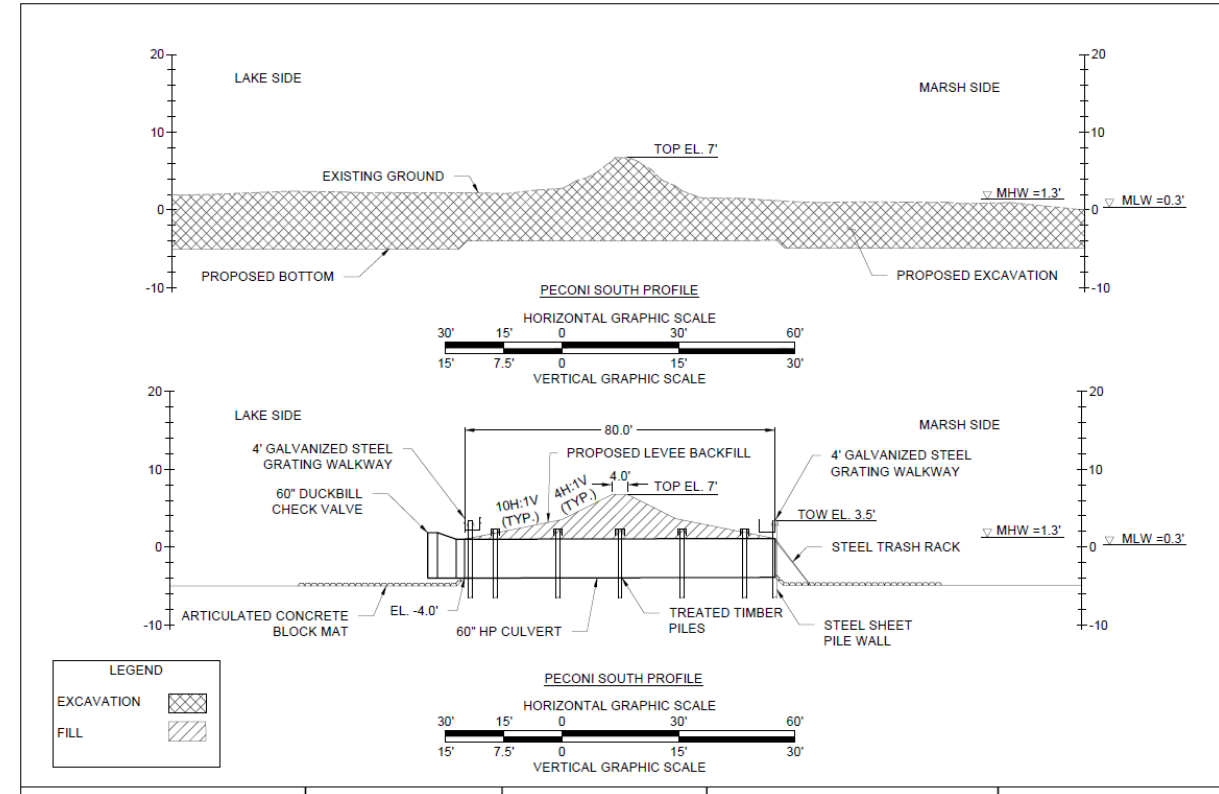 20
20
LAKE SIDE
MARSH SIDE
10
10
TOP EL. 7'
EXISTING GROUND
MHW =1.3'
MLW =0.3'
0
0
PROPOSED BOTTOM
PROPOSED EXCAVATION
-10
-10
PECONI SOUTH PROFILE
HORIZONTAL GRAPHIC SCALE
30' 15' 0 30' 60'
15' 7.5' 0 15' 30'
VERTICAL GRAPHIC SCALE
20
20
LAKE SIDE
MARSH SIDE
80.0'
4' GALVANIZED STEEL
GRATING WALKWAY
PROPOSED LEVEE BACKFILL
4' GALVANIZED STEEL
GRATING WALKWAY
10
10
60" DUCKBILL
CHECK VALVE
10H:1V
(TYP.)
4H:1V
(TYP.)
4.0'
TOP EL. 7'
TOW EL. 3.5'
MHW =1.3'
MLW =0.3'
0
0
STEEL TRASH RACK
ARTICULATED CONCRETE
BLOCK MAT
EL. -4.0'
60" HP CULVERT
TREATED TIMBER
PILES
STEEL SHEET
PILE WALL
-10
-10
LEGEND
EXCAVATION
FILL
PECONI SOUTH PROFILE
HORIZONTAL GRAPHIC SCALE
30' 15' 0 30' 60'
15' 7.5' 0 15' 30'
VERTICAL GRAPHIC SCALE